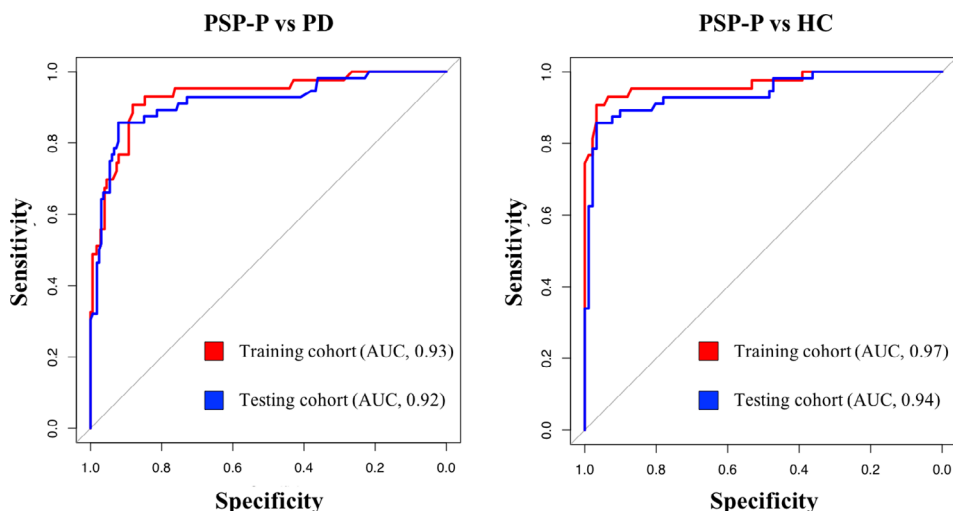 PSP-P vs PD
1.0
0.8
0.6
0.4
0.2
0.0
Sensitivity
Training cohort (AUC, 0.93)
Testing cohort (AUC, 0.92)
1.0 0.8 0.6 0.4 0.2 0.0
Specificity
PSP-P vs HC
1.0
0.8
0.6
0.4
0.2
0.0
Sensitivity
Training cohort (AUC, 0.97)
Testing cohort (AUC, 0.94)
1.0 0.8 0.6 0.4 0.2 0.0
Specificity